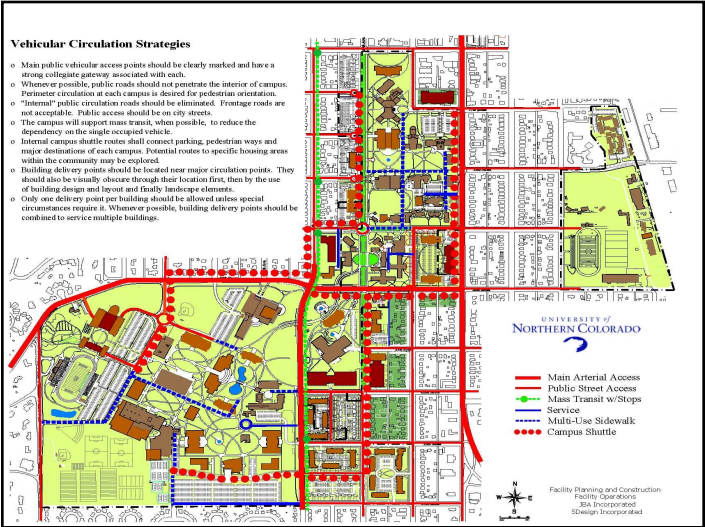 Vehicular Circulation Strategies
o Main public vehicular access points should be clearly marked and have a
strong collegiate gateway associated with each.
o Whenever possible, public roads should not penetrate the interior of campus.
Perimeter circulation at each campus is desired for pedestrian orientation.
o "Internal" public circulation roads should be eliminated. Frontage roads are
not acceptable. Public access should be on city streets.
o The campus will support mass transit, when possible, to reduce the
dependency on the single occupied vehicle.
o Internal campus shuttle routes shall connect parking, pedestrian ways and
major destinations of each campus. Potential routes to specific housing areas
within the community may be explored.
o Building delivery points should be located near major circulation points. They
should also be visually obscure through their location first, then by the use
of building design and layout and finally landscape elements.
o Only one delivery point per building should be allowed unless special
circumstances require it. Whenever possible, building delivery points should be
combined to service multiple buildings.
UNIVERSITY of
NORTHERN COLORADO
Main Arterial Access
Public Street Access
Mass Transit w/Stops
Service
Multi-Use Sidewalk
Campus Shuttle
N
W E
S
Facility Planning and Construction
Facility Operations
JBA Incorporated
SDesign Incorporated